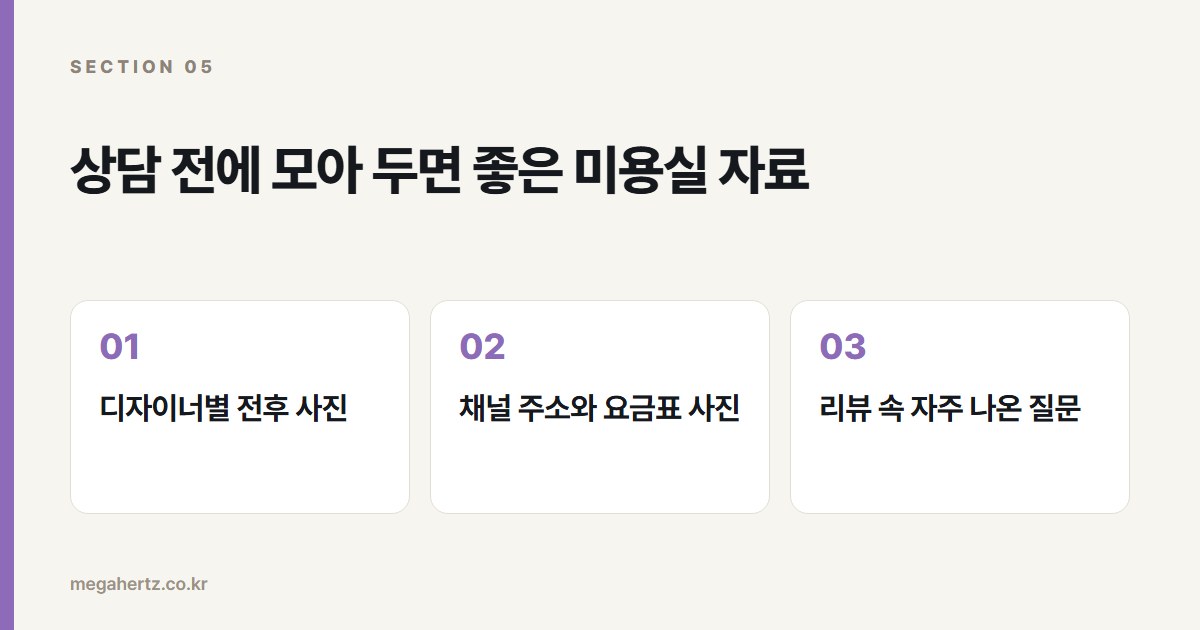 SECTION 05
상담 전에 모아 두면 좋은 미용실 자료
01
디자이너별 전후 사진
02
채널 주소와 요금표 사진
03
리뷰 속 자주 나온 질문
megahertz.co.kr